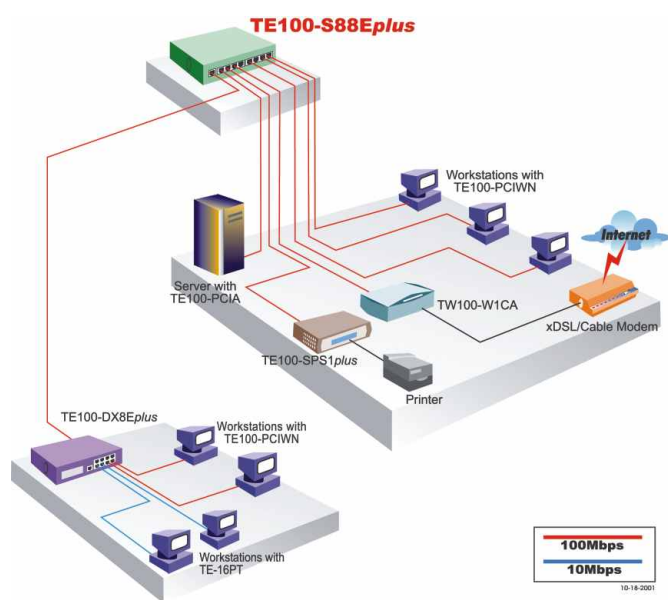 TE100-S88Eplus
Workstations with
TE100-PCIWN
Internet
Server with
TE100-PCIA
TW100-W1CA
xDSL/Cable Modem
TE100-SPS1plus
Printer
TE100-DX8Eplus
Workstations with
TE100-PCIWN
Workstations with
TE-16PT
100Mbps
10Mbps
10-18-2001